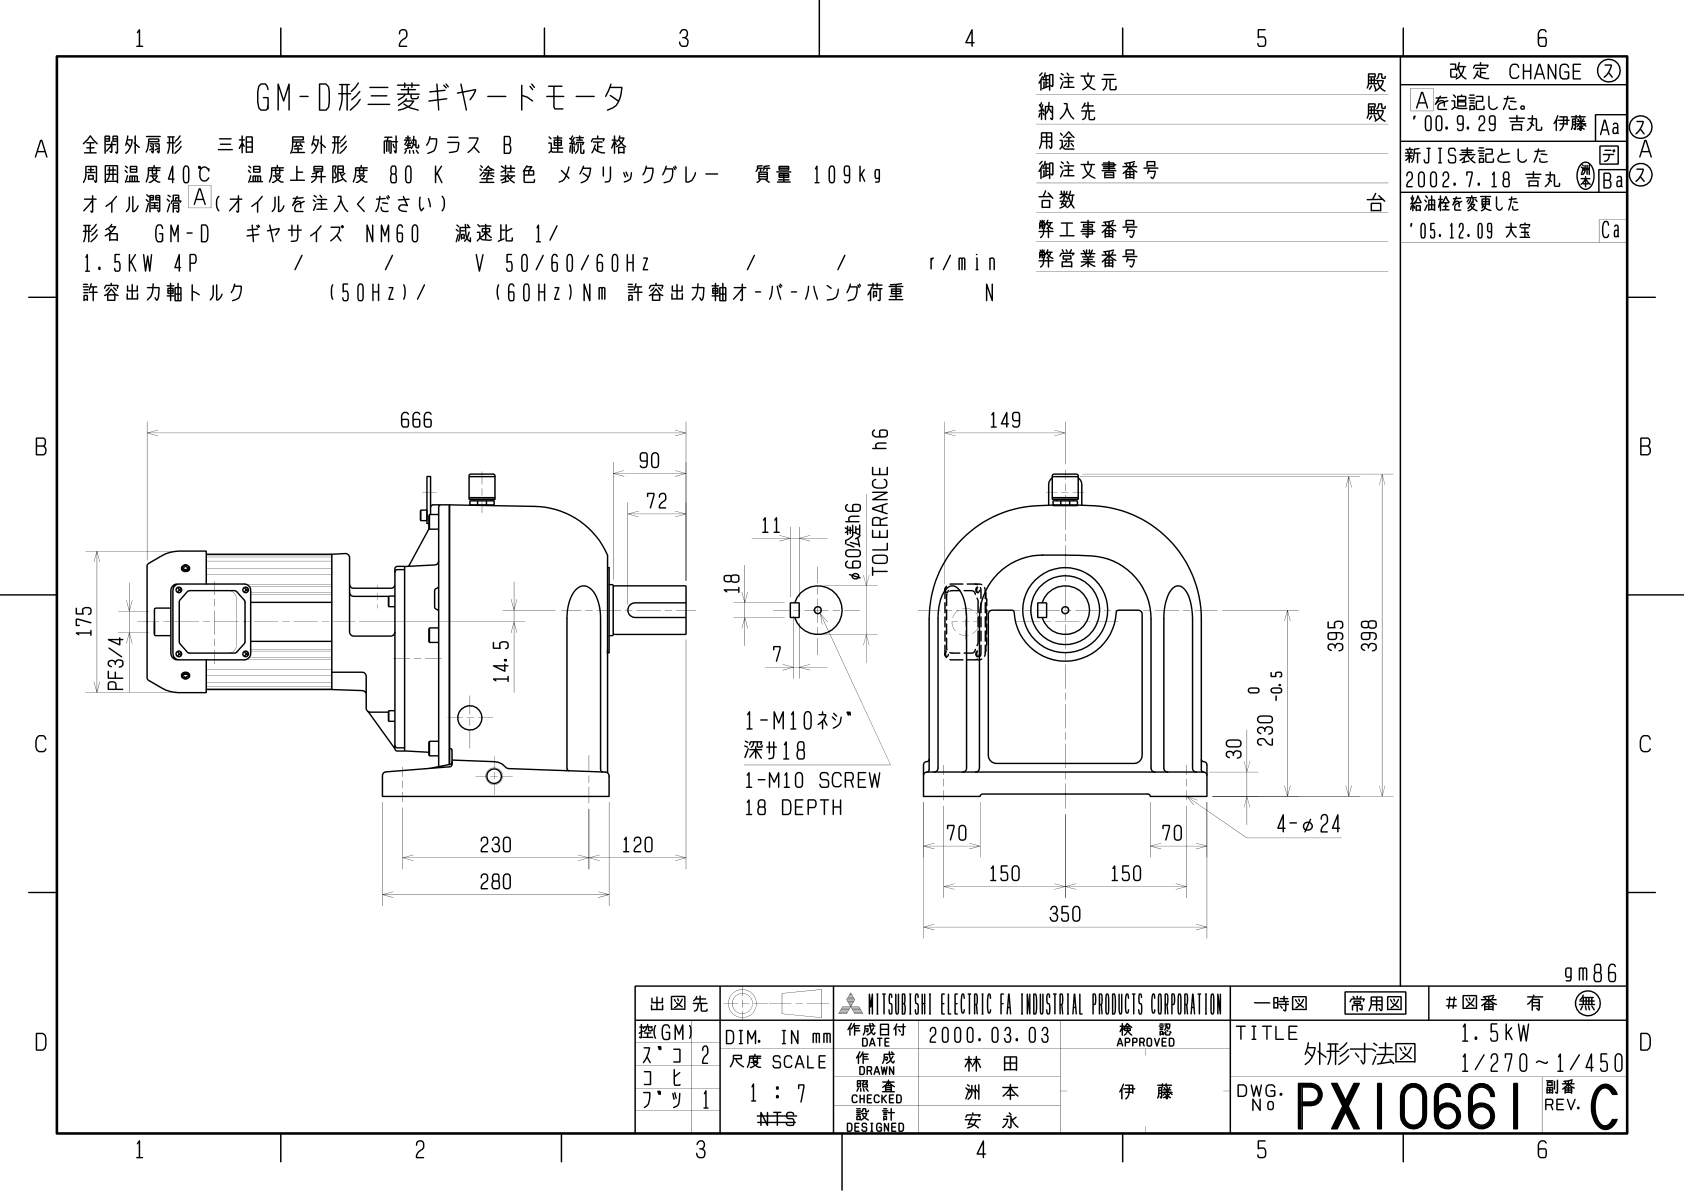 1 2 3 4 5 6
GM-D形三菱ギヤードモータ
全閉外扇形 三相 屋外形 耐熱クラス B 連続定格
周囲温度40℃ 温度上昇限度 80 K 塗装色 メタリックグレー 質量 109kg
オイル潤滑 A (オイルを注入ください)
形名 GM-D ギヤサイズ NM60 減速比 1/
1.5KW 4P / / V 50/60/60Hz / / r/min
許容出力軸トルク (50Hz)/ (60Hz)Nm 許容出力軸オーバーハング荷重 N
御注文元 殿
納入先 殿
用途
御注文書番号
台数 台
弊工事番号
弊営業番号
改定 CHANGE ス
Aを追記した。
'00.9.29 吉丸 伊藤 Aa ス
新JIS表記とした デ
2002.7.18 吉丸 洲本 Ba ス
給油栓を変更した
'05.12.09 大宝 Ca
A
B
C
D
A
B
C
D
666
90
72
175
PF3/4
14.5
230
120
280
11
18
7
φ60公差h6
TOLERANCE h6
1-M10ネジ
深サ18
1-M10 SCREW
18 DEPTH
149
395
398
230 0 -0.5
30
4-φ24
70
70
150
150
350
gm86
出図先
控(GM)
スﾞコ 2
コヒ
フﾞツ 1
DIM. IN mm
尺度 SCALE
1 : 7
NTS
MITSUBISHI ELECTRIC FA INDUSTRIAL PRODUCTS CORPORATION
作成日付 DATE 2000.03.03
作成 DRAWN 林田
照査 CHECKED 洲本
設計 DESIGNED 安永
検認 APPROVED
伊藤
一時図 常用図 #図番 有 無
TITLE 1.5kW
外形寸法図
1/270~1/450
DWG. No PX10661
副番 REV. C
1 2 3 4 5 6